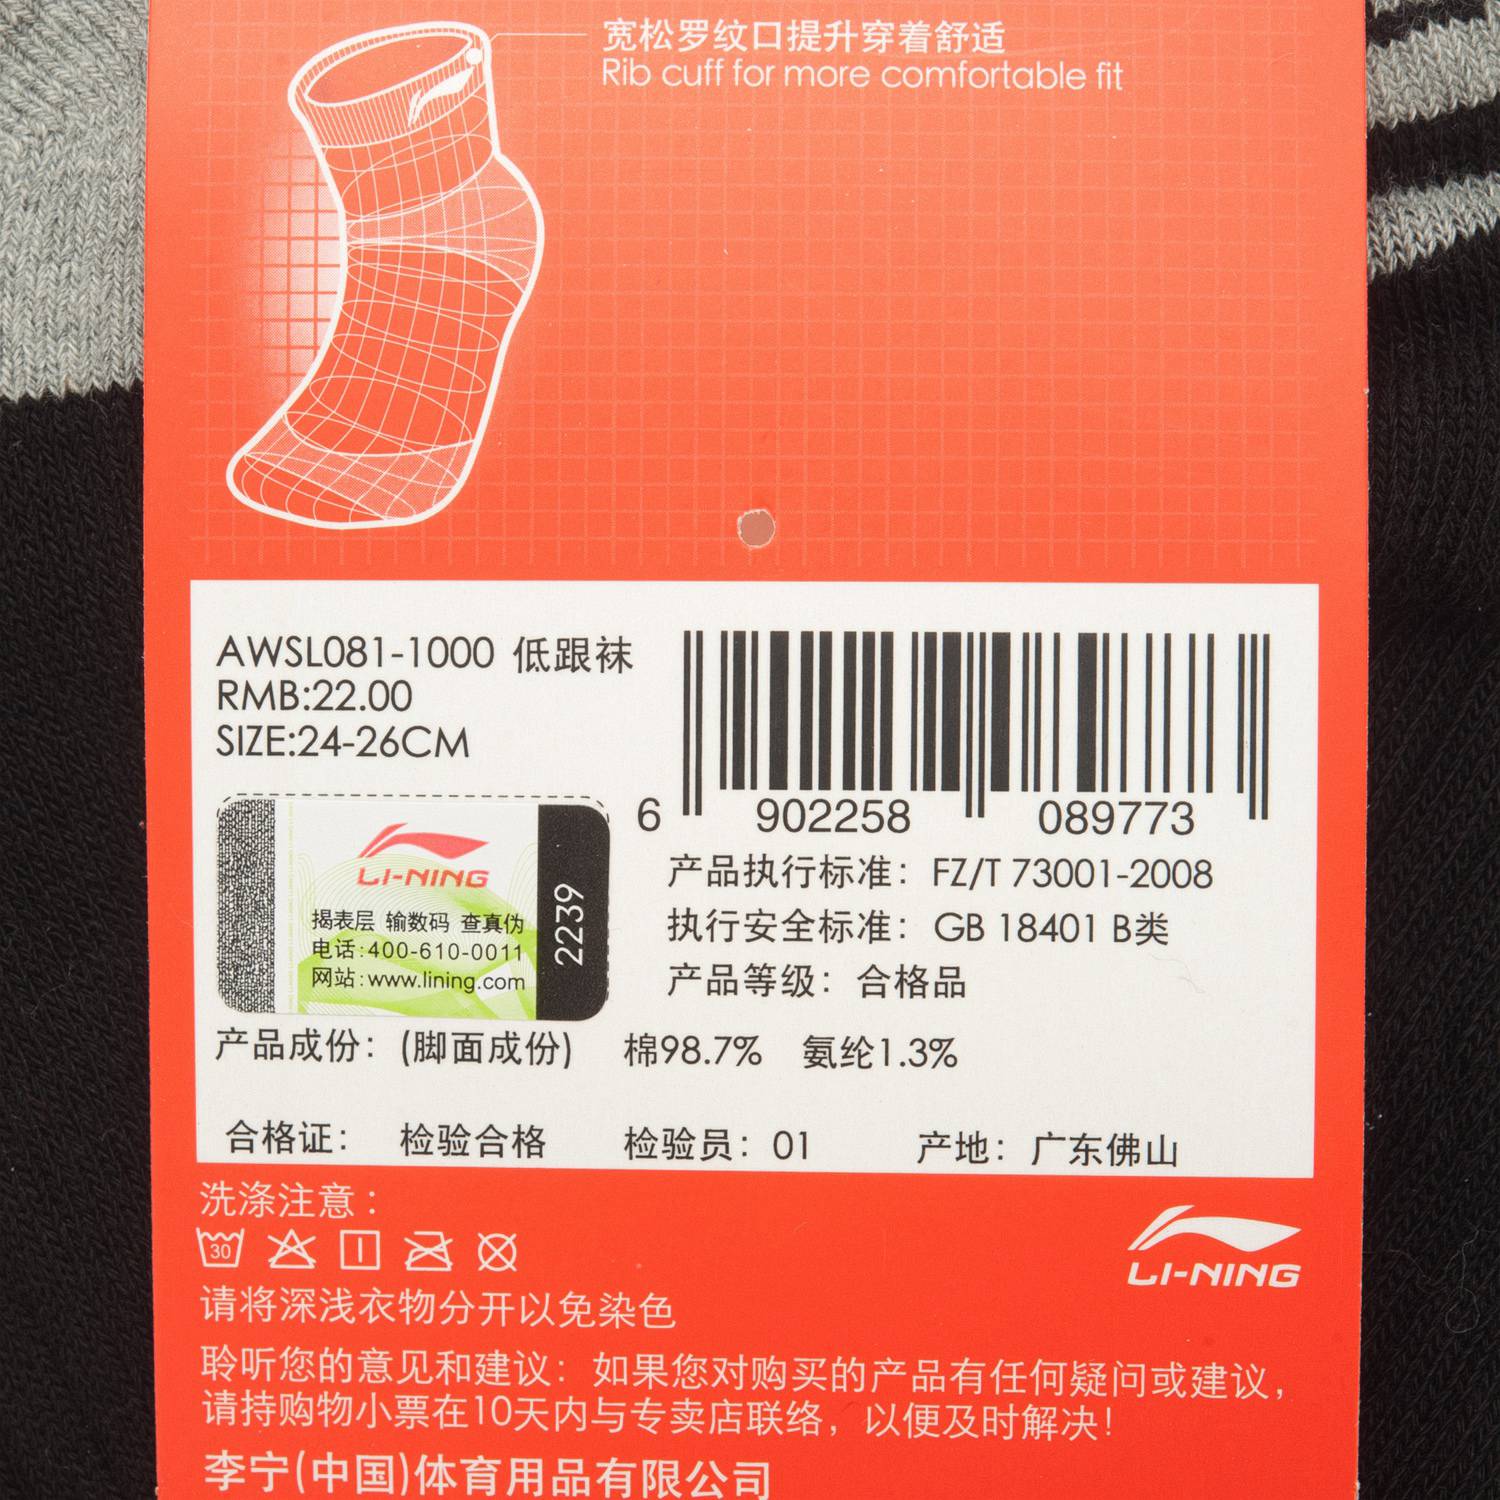 宽松罗纹口提升穿着舒适
Rib cuff for more comfortable fit
AWSL081-1000 低跟袜
RMB:22.00
SIZE:24-26CM
6 902258 089773
LI-NING
揭表层 输数码 查真伪
电话:400-610-0011
网站:www.lining.com
2239
产品执行标准: FZ/T 73001-2008
执行安全标准: GB 18401 B类
产品等级: 合格品
产品成份: (脚面成份) 棉98.7% 氨纶1.3%
合格证: 检验合格 检验员: 01 产地: 广东佛山
洗涤注意:
30
LI-NING
请将深浅衣物分开以免染色
聆听您的意见和建议: 如果您对购买的产品有任何疑问或建议,
请持购物小票在10天内与专卖店联络, 以便及时解决!
李宁(中国)体育用品有限公司